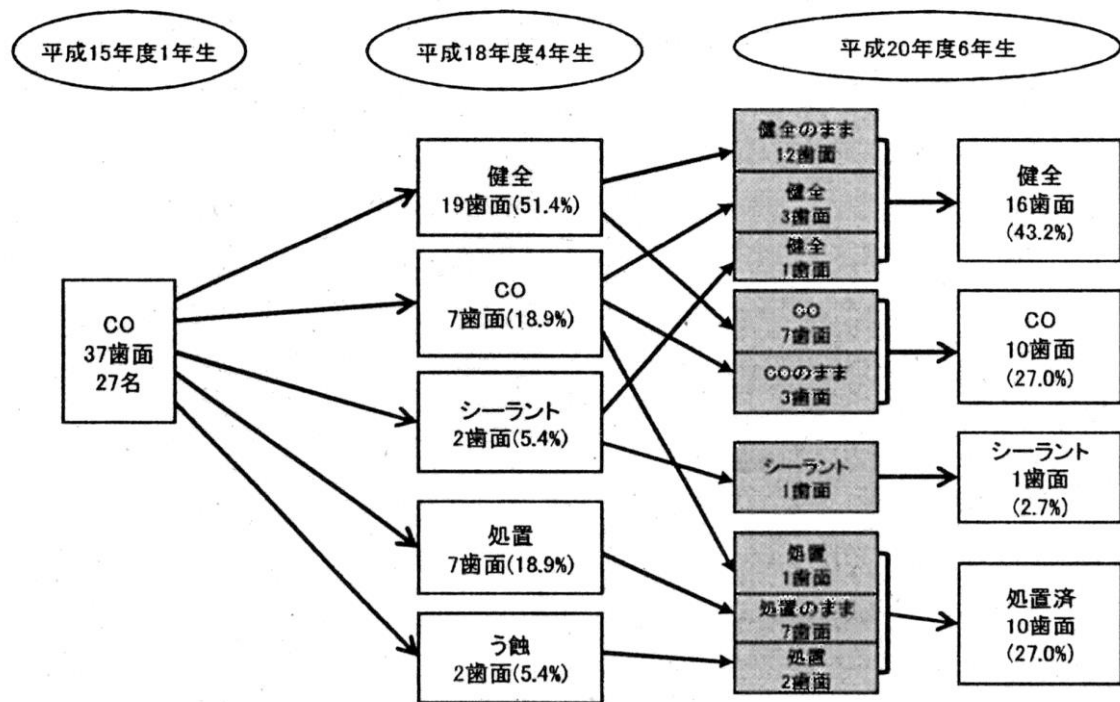 平成15年度1年生
平成18年度4年生
平成20年度6年生
CO
37歯面
27名
健全
19歯面(51.4%)
CO
7歯面(18.9%)
シーラント
2歯面(5.4%)
処置
7歯面(18.9%)
う蝕
2歯面(5.4%)
健全のまま
12歯面
健全
3歯面
健全
1歯面
CO
7歯面
COのまま
3歯面
シーラント
1歯面
処置
1歯面
処置のまま
7歯面
処置
2歯面
健全
16歯面
(43.2%)
CO
10歯面
(27.0%)
シーラント
1歯面
(2.7%)
処置済
10歯面
(27.0%)